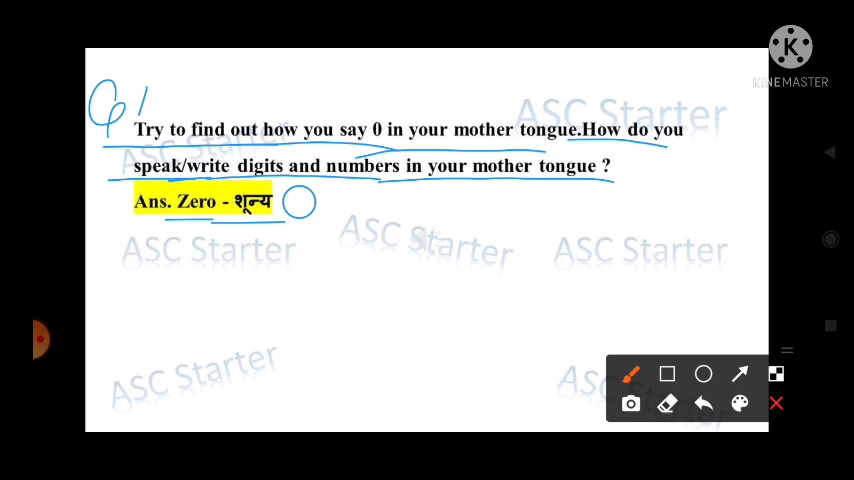 KINEMASTER
Q 1
ASC Starter
Try to find out how you say 0 in your mother tongue.How do you
ASC Starter
speak/write digits and numbers in your mother tongue ?
Ans. Zero - शून्य
ASC Starter
ASC Starter
ASC Starter
ASC Starter
ASC Starter